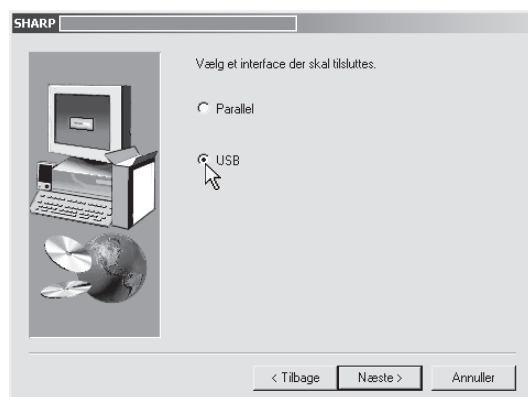 SHARP
Vælg et interface der skal tilsluttes.
Parallel
USB
< Tilbage
Næste >
Annuller